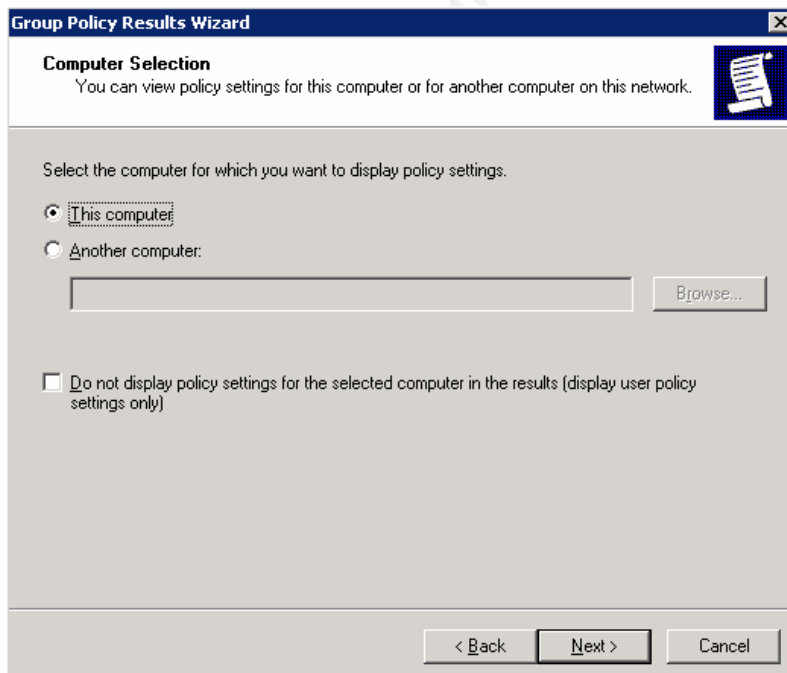 Group Policy Results Wizard
Computer Selection
You can view policy settings for this computer or for another computer on this network.
Select the computer for which you want to display policy settings.
This computer
Another computer:
Browse...
Do not display policy settings for the selected computer in the results (display user policy
settings only)
< Back
Next >
Cancel